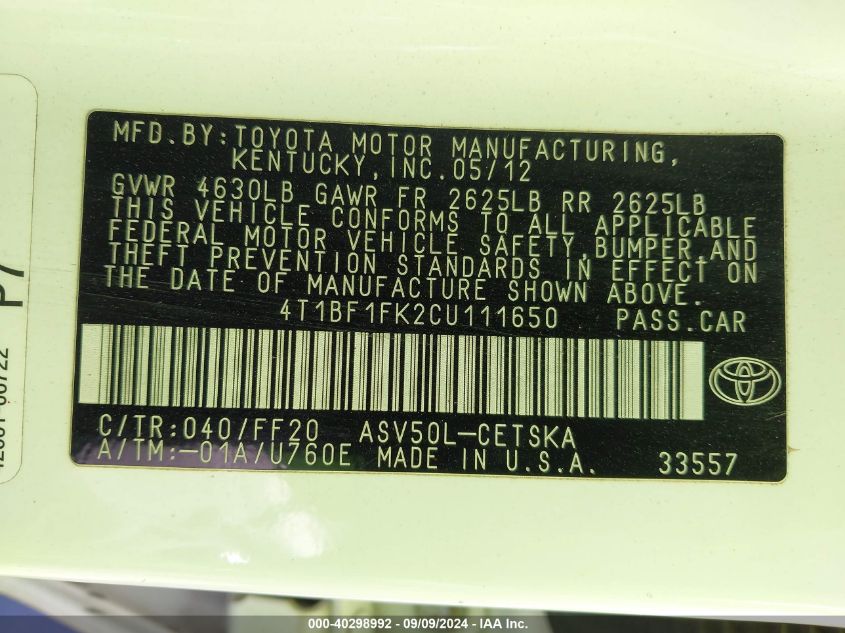 MFD.BY:TOYOTA MOTOR MANUFACTURING,
KENTUCKY,INC.05/12
GVWR 4630LB GAWR FR 2625LB RR 2625LB
THIS VEHICLE CONFORMS TO ALL APPLICABLE
FEDERAL MOTOR VEHICLE SAFETY,BUMPER,AND
THEFT PREVENTION STANDARDS IN EFFECT ON
THE DATE OF MANUFACTURE SHOWN ABOVE.
4T1BF1FK2CU111650 PASS.CAR
C/TR:040/FF20 ASV50L-CETSKA
A/TM:-01A/U760E MADE IN U.S.A. 33557
P7
000-40298992 - 09/09/2024 - IAA Inc.